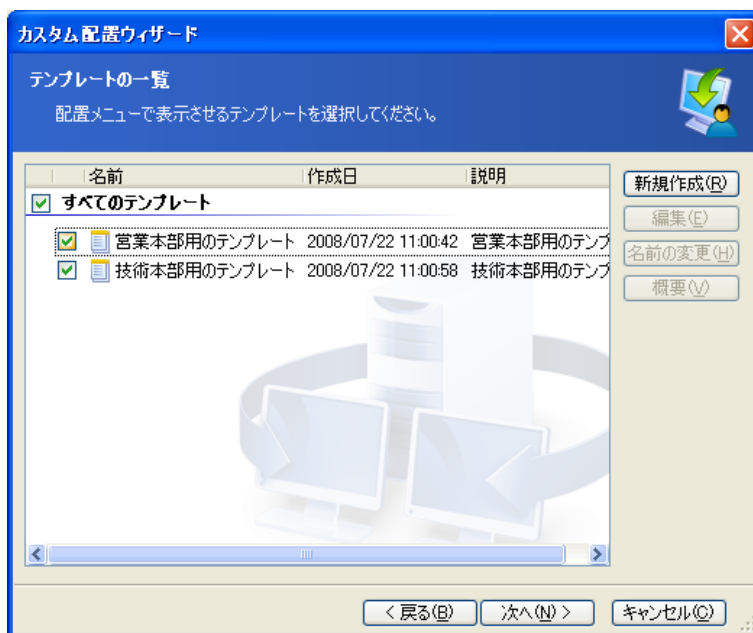 カスタム配置ウィザード
テンプレートの一覧
配置メニューで表示させるテンプレートを選択してください。
名前 作成日 説明
すべてのテンプレート
営業本部用のテンプレート 2008/07/22 11:00:42 営業本部用のテンプ
技術本部用のテンプレート 2008/07/22 11:00:58 技術本部用のテンプ
新規作成(R)
編集(E)
名前の変更(H)
概要(V)
< 戻る(B) 次へ(N) > キャンセル(C)